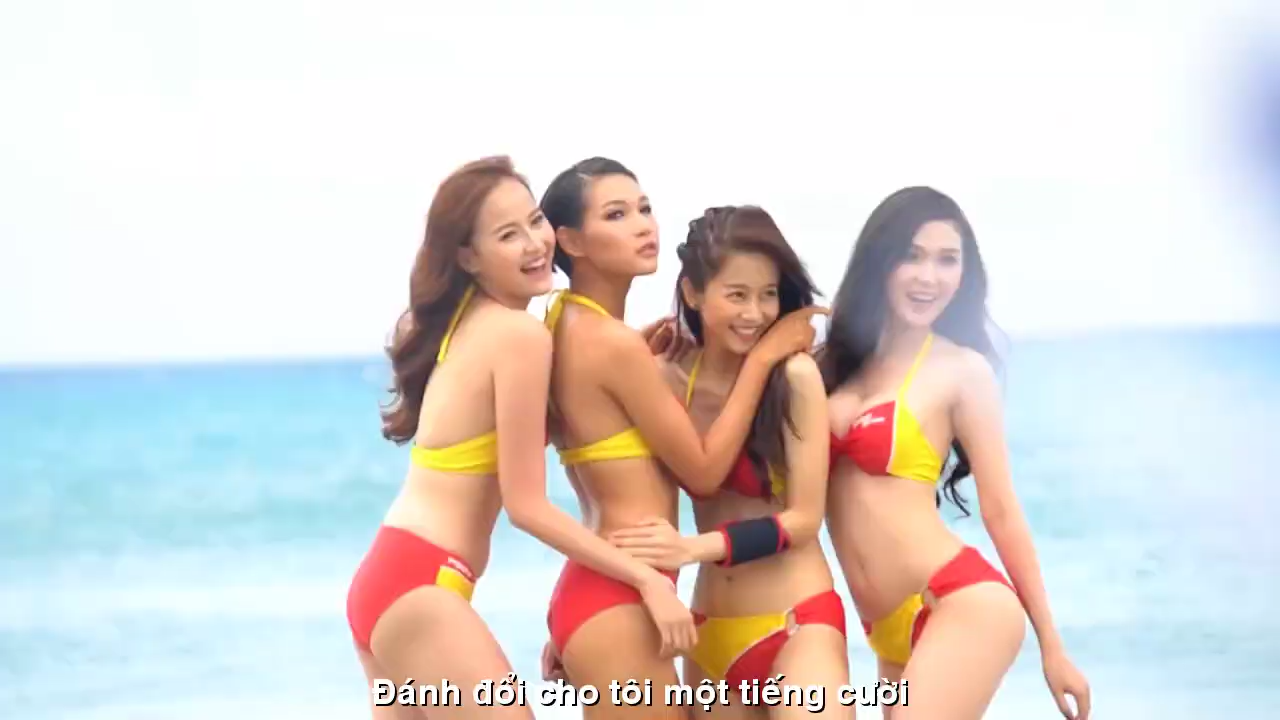 Đánh đổi cho tôi một tiếng cười